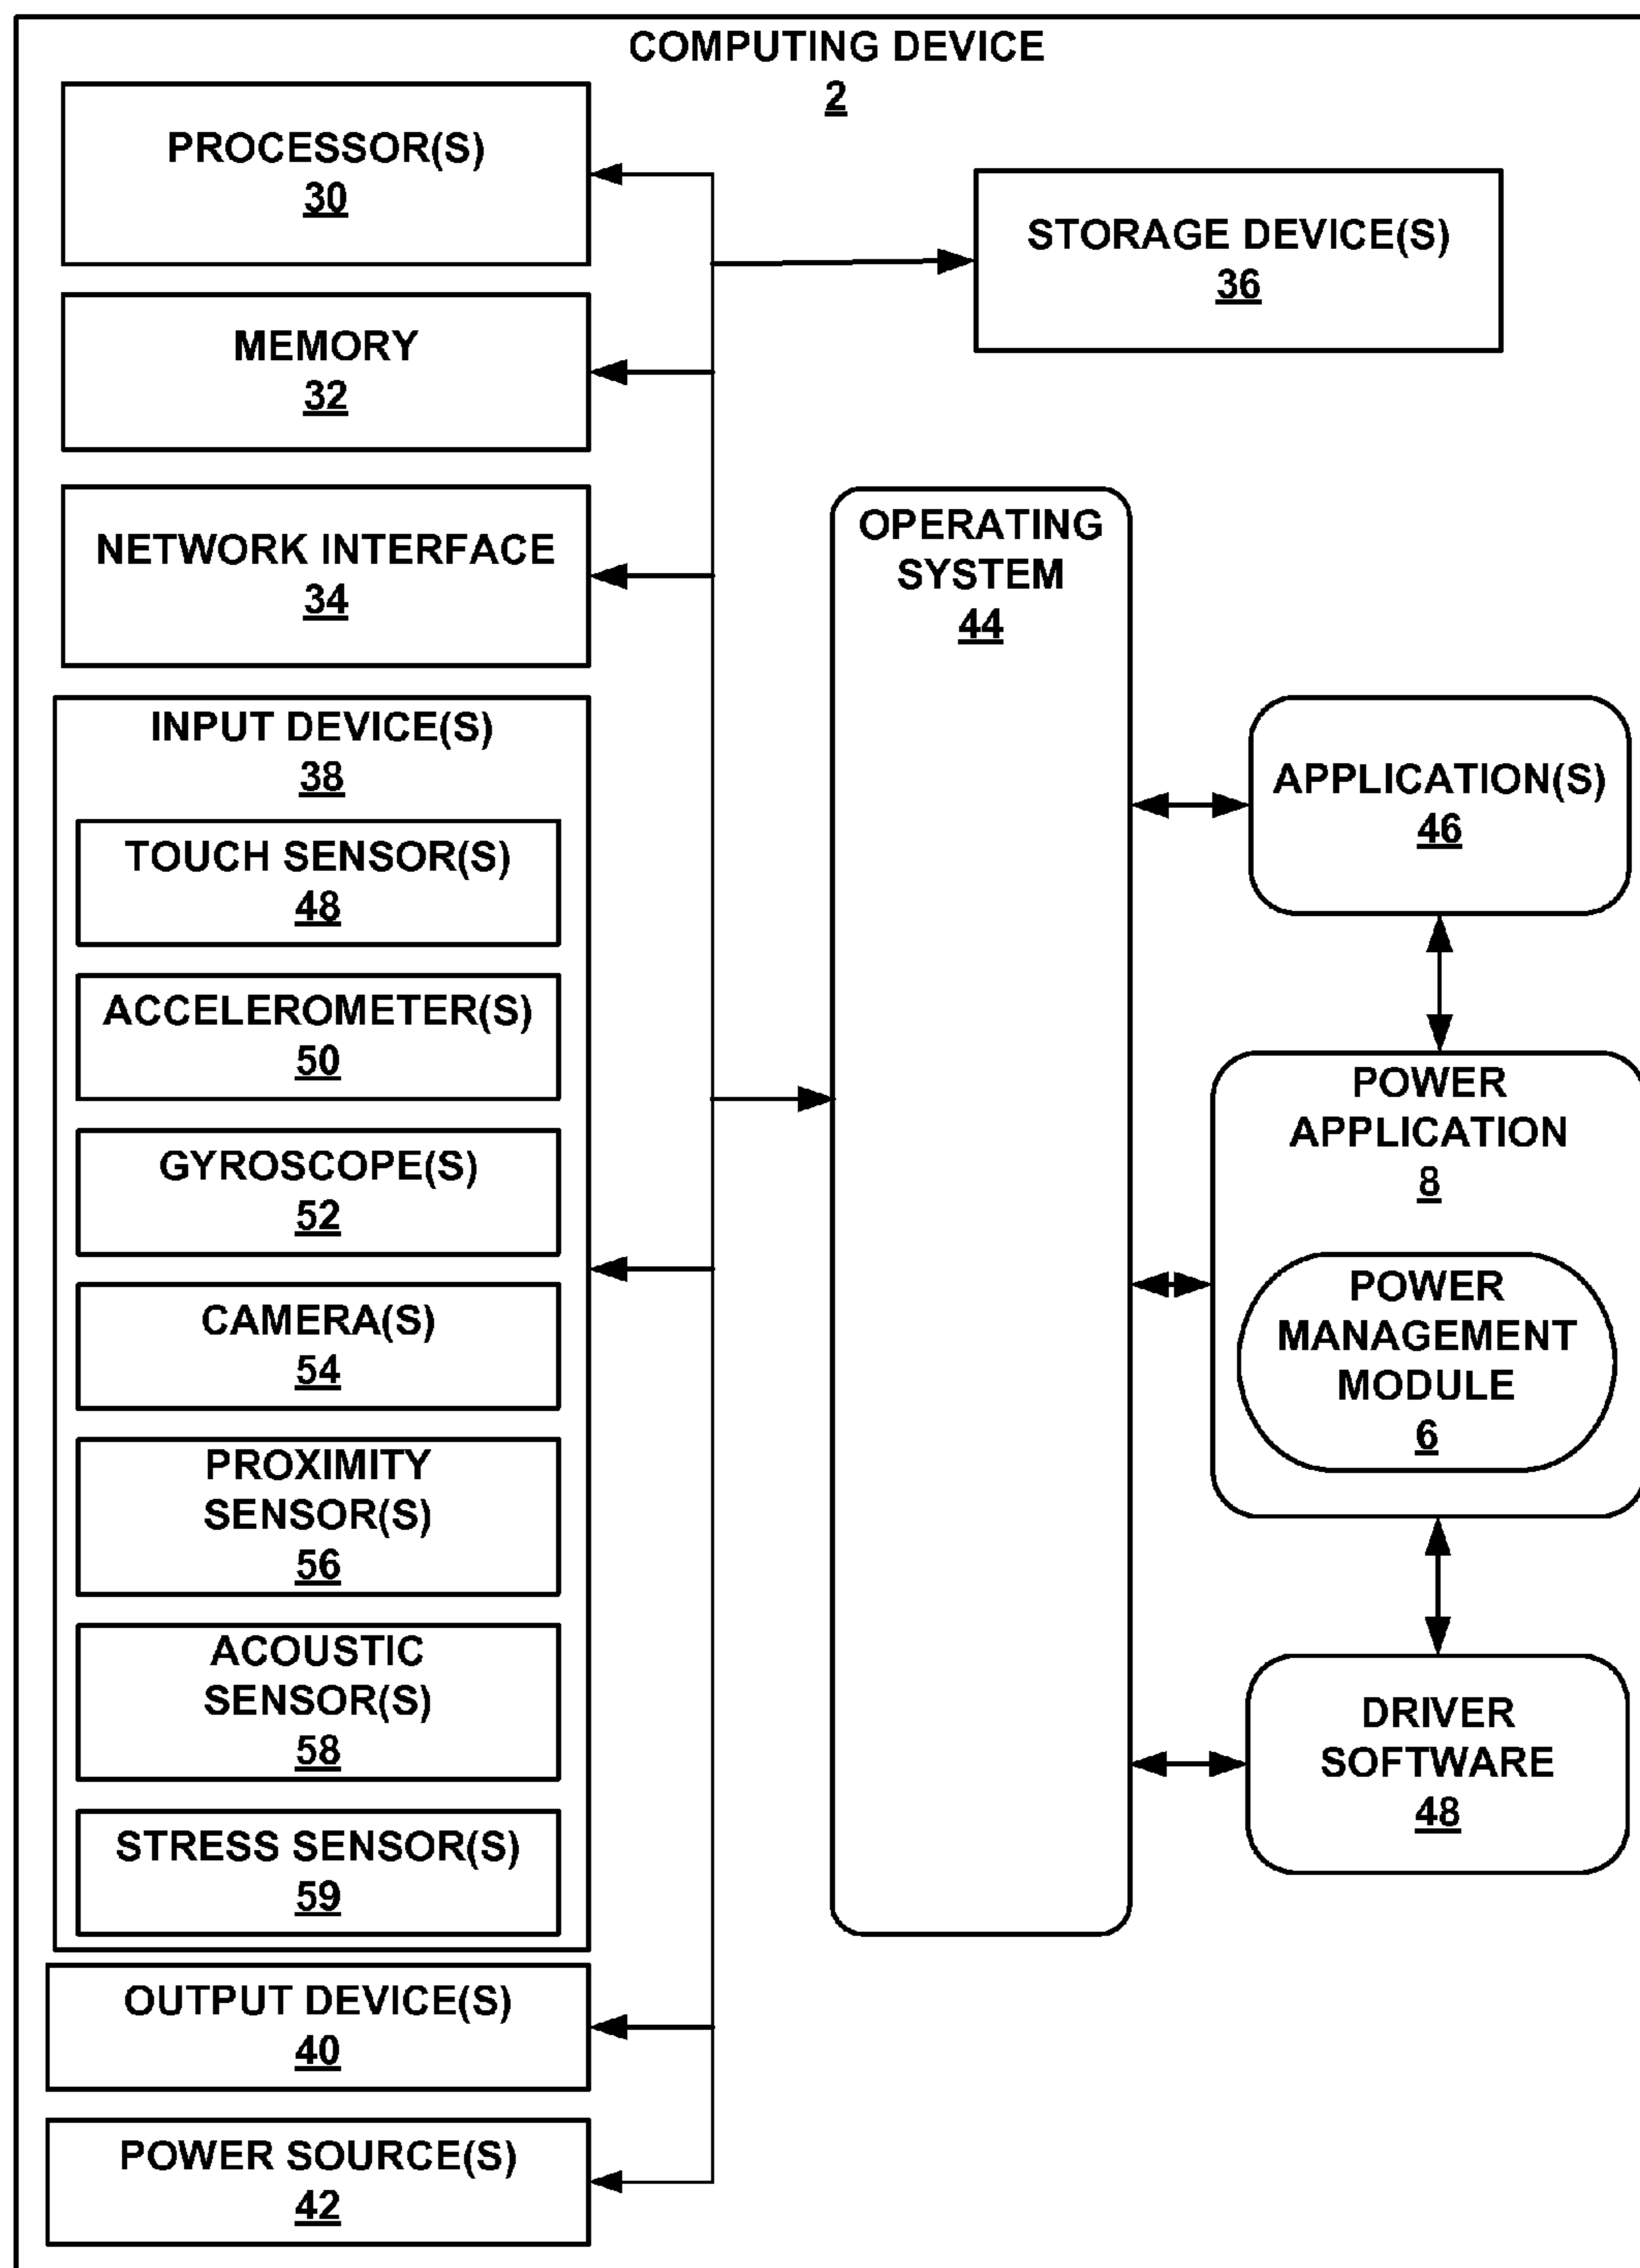 COMPUTING DEVICE
2
PROCESSOR(S)
30
STORAGE DEVICE(S)
36
MEMORY
32
NETWORK INTERFACE
34
OPERATING
SYSTEM
44
INPUT DEVICE(S)
38
TOUCH SENSOR(S)
48
ACCELEROMETER(S)
50
GYROSCOPE(S)
52
CAMERA(S)
54
PROXIMITY
SENSOR(S)
56
ACOUSTIC
SENSOR(S)
58
STRESS SENSOR(S)
59
OUTPUT DEVICE(S)
40
POWER SOURCE(S)
42
APPLICATION(S)
46
POWER
APPLICATION
8
POWER
MANAGEMENT
MODULE
6
DRIVER
SOFTWARE
48